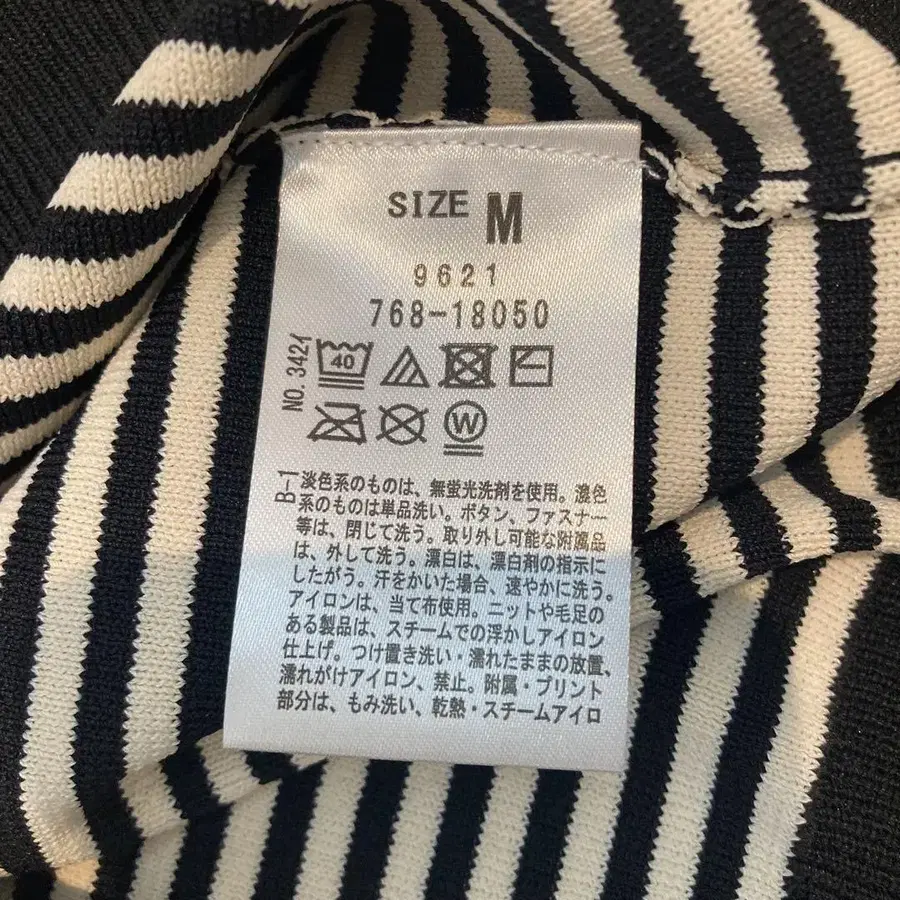 SIZE M
9621
768-18050
NO. 342イ
40
W
B-1
淡色系のものは、無蛍光洗剤を使用。濃色
系のものは単品洗い。ボタン、ファスナー
等は、閉じて洗う。取り外し可能な附属品
は、外して洗う。漂白は、漂白剤の指示に
したがう。汗をかいた場合、速やかに洗う。
アイロンは、当て布使用。ニットや毛足の
ある製品は、スチームでの浮かしアイロン
仕上げ。つけ置き洗い・濡れたままの放置、
濡れがけアイロン、禁止。附属・プリント
部分は、もみ洗い、乾熱・スチームアイロ